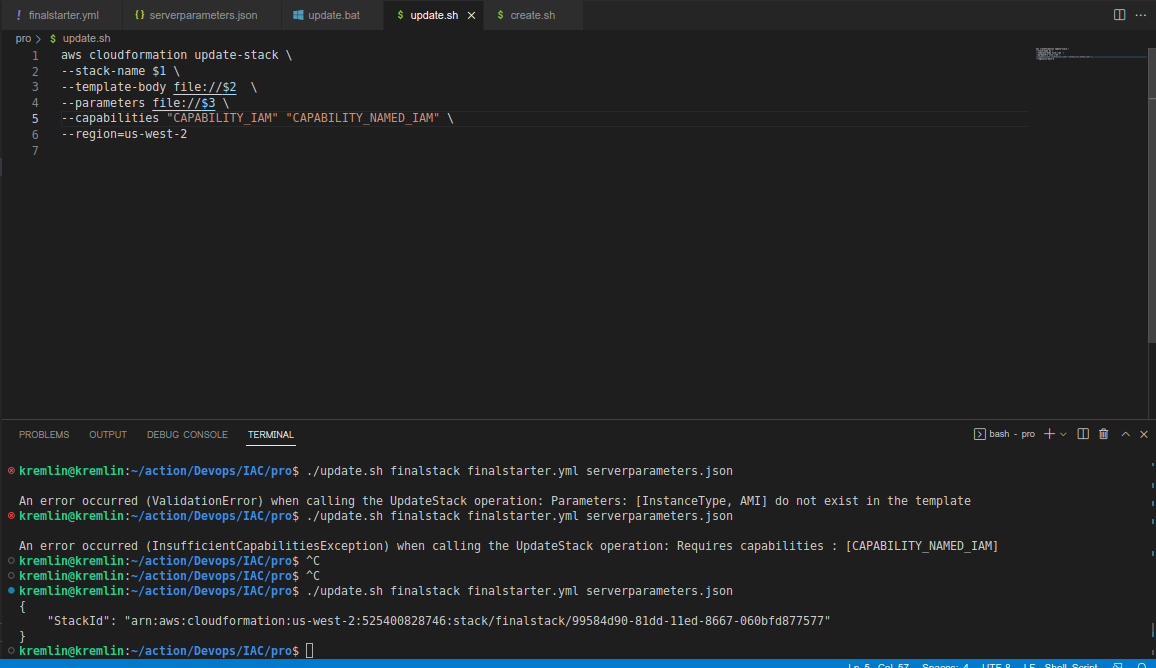 ! finalstarter.yml {} serverparameters.json update.bat $ update.sh × $ create.sh ...
pro > $ update.sh
1 aws cloudformation update-stack \
2 --stack-name $1 \
3 --template-body file://$2 \
4 --parameters file://$3 \
5 --capabilities "CAPABILITY_IAM" "CAPABILITY_NAMED_IAM" \
6 --region=us-west-2
7
PROBLEMS OUTPUT DEBUG CONSOLE TERMINAL bash - pro
kremlin@kremlin:~/action/Devops/IAC/pro$ ./update.sh finalstack finalstarter.yml serverparameters.json
An error occurred (ValidationError) when calling the UpdateStack operation: Parameters: [InstanceType, AMI] do not exist in the template
kremlin@kremlin:~/action/Devops/IAC/pro$ ./update.sh finalstack finalstarter.yml serverparameters.json
An error occurred (InsufficientCapabilitiesException) when calling the UpdateStack operation: Requires capabilities : [CAPABILITY_NAMED_IAM]
kremlin@kremlin:~/action/Devops/IAC/pro$ ^C
kremlin@kremlin:~/action/Devops/IAC/pro$ ^C
kremlin@kremlin:~/action/Devops/IAC/pro$ ./update.sh finalstack finalstarter.yml serverparameters.json
{
"StackId": "arn:aws:cloudformation:us-west-2:525400828746:stack/finalstack/99584d90-81dd-11ed-8667-060bfd877577"
}
kremlin@kremlin:~/action/Devops/IAC/pro$
Ln 5, Col 57 Spaces: 4 UTF-8 LF Shell Script